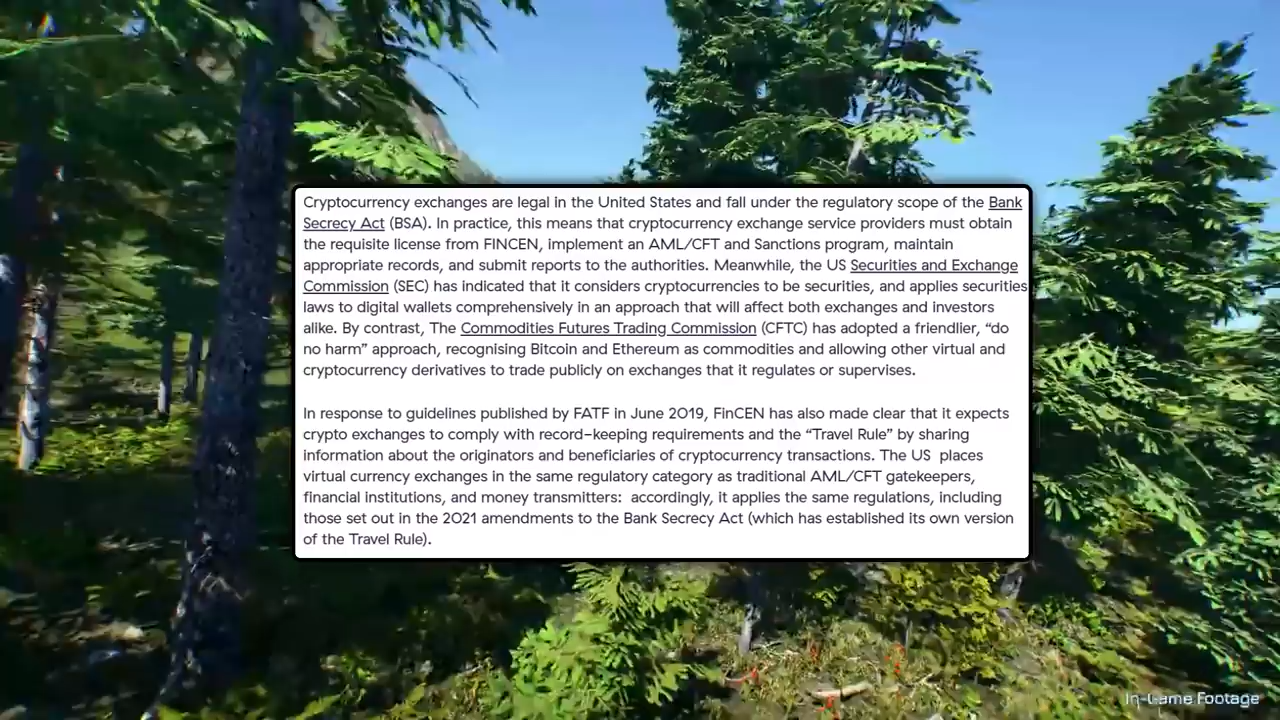 Cryptocurrency exchanges are legal in the United States and fall under the regulatory scope of the Bank
Secrecy Act (BSA). In practice, this means that cryptocurrency exchange service providers must obtain
the requisite license from FINCEN, implement an AML/CFT and Sanctions program, maintain
appropriate records, and submit reports to the authorities. Meanwhile, the US Securities and Exchange
Commission (SEC) has indicated that it considers cryptocurrencies to be securities, and applies securities
laws to digital wallets comprehensively in an approach that will affect both exchanges and investors
alike. By contrast, The Commodities Futures Trading Commission (CFTC) has adopted a friendlier, “do
no harm” approach, recognising Bitcoin and Ethereum as commodities and allowing other virtual and
cryptocurrency derivatives to trade publicly on exchanges that it regulates or supervises.
In response to guidelines published by FATF in June 2019, FinCEN has also made clear that it expects
crypto exchanges to comply with record-keeping requirements and the “Travel Rule” by sharing
information about the originators and beneficiaries of cryptocurrency transactions. The US  places
virtual currency exchanges in the same regulatory category as traditional AML/CFT gatekeepers,
financial institutions, and money transmitters:  accordingly, it applies the same regulations, including
those set out in the 2021 amendments to the Bank Secrecy Act (which has established its own version
of the Travel Rule).
In-Game Footage